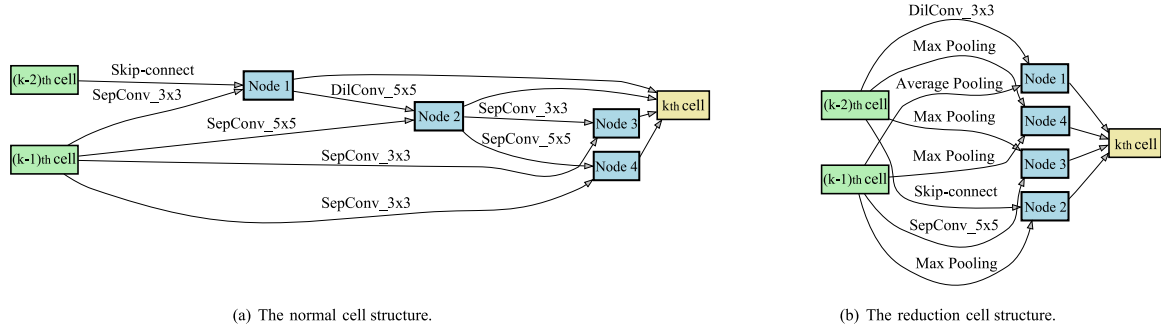 (k-2)th cell
Skip-connect
SepConv_3x3
Node 1
DilConv_5x5
SepConv_5x5
Node 2
SepConv_3x3
SepConv_5x5
Node 3
kth cell
(k-1)th cell
SepConv_3x3
Node 4
SepConv_3x3
(a) The normal cell structure.
DilConv_3x3
Max Pooling
Average Pooling
Node 1
(k-2)th cell
Max Pooling
Node 4
kth cell
Max Pooling
Node 3
(k-1)th cell
Skip-connect
Node 2
SepConv_5x5
Max Pooling
(b) The reduction cell structure.